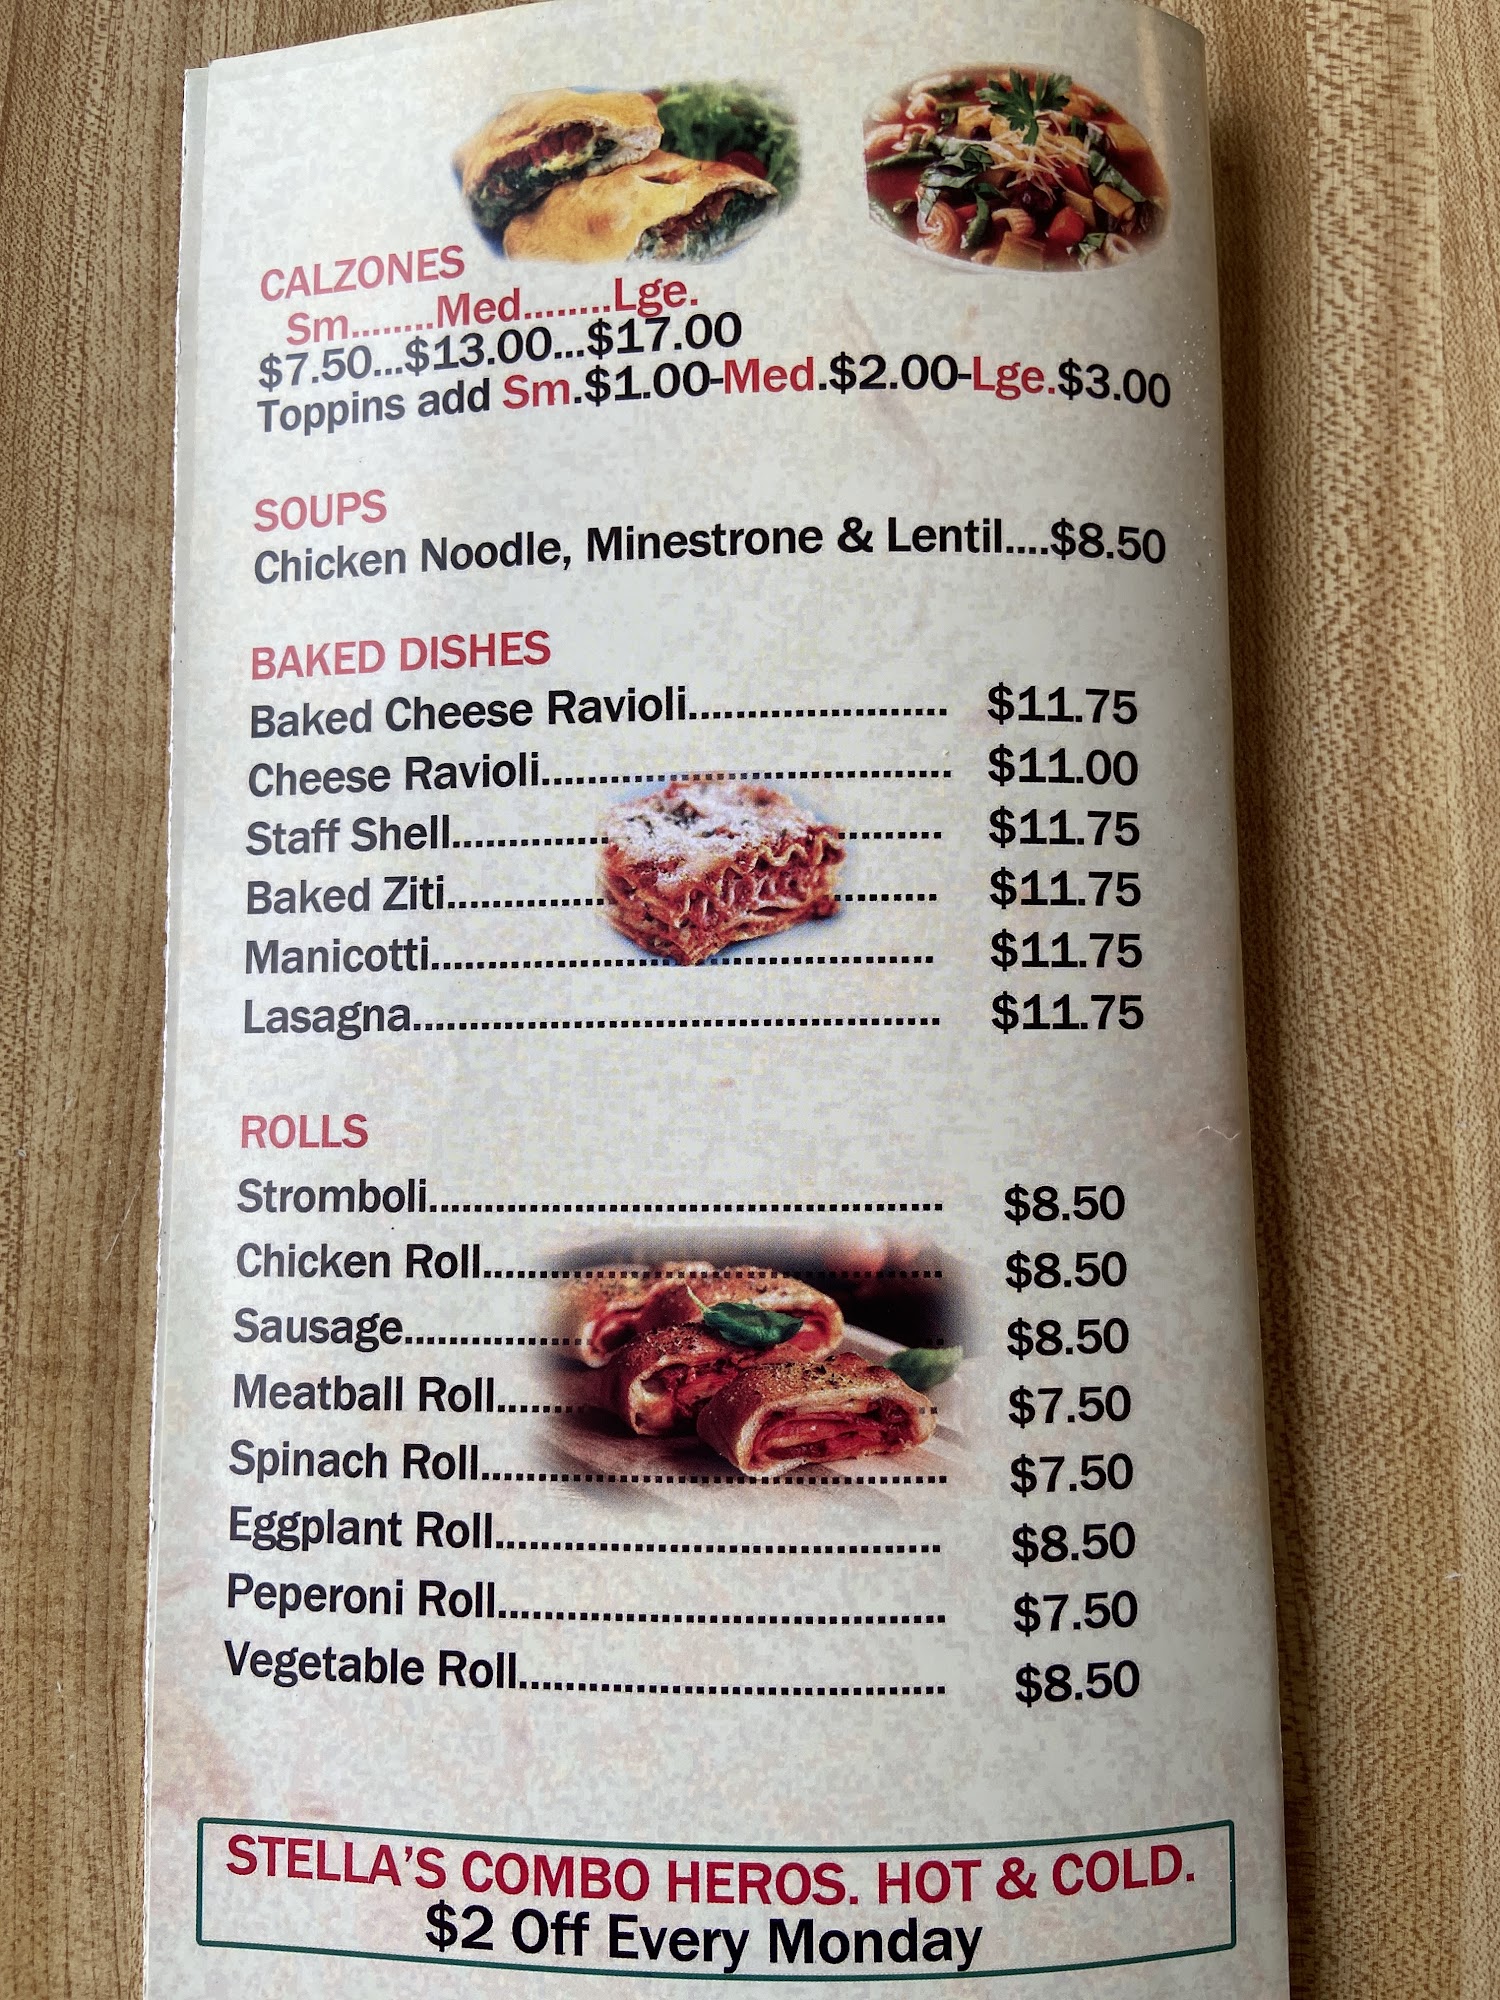 CALZONES
Sm........Med........Lge.
$7.50...$13.00...$17.00
Toppins add Sm.$1.00-Med.$2.00-Lge.$3.00
SOUPS
Chicken Noodle, Minestrone & Lentil....$8.50
BAKED DISHES
Baked Cheese Ravioli...................... $11.75
Cheese Ravioli.................................. $11.00
Staff Shell.......................................... $11.75
Baked Ziti.......................................... $11.75
Manicotti........................................... $11.75
Lasagna............................................. $11.75
ROLLS
Stromboli............................................ $8.50
Chicken Roll....................................... $8.50
Sausage.............................................. $8.50
Meatball Roll...................................... $7.50
Spinach Roll....................................... $7.50
Eggplant Roll...................................... $8.50
Peperoni Roll...................................... $7.50
Vegetable Roll.................................... $8.50
STELLA'S COMBO HEROS. HOT & COLD.
$2 Off Every Monday